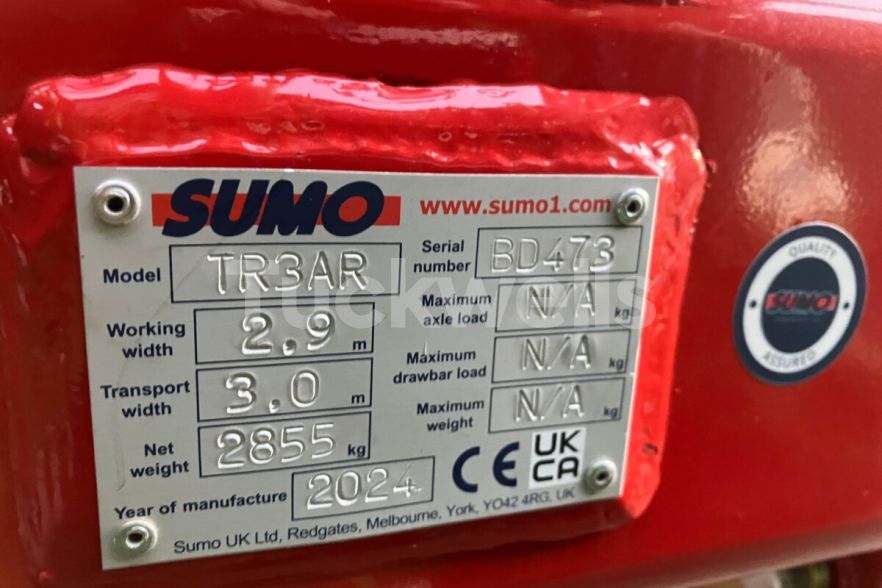 SUMO www.sumo1.com
Model TR3AR
Serial number BD473
Working width 2.9 m
Maximum axle load N/A kg
Transport width 3.0 m
Maximum drawbar load N/A kg
Net weight 2855 kg
Maximum weight N/A kg
Year of manufacture 2024
CE UK CA
Sumo UK Ltd, Redgates, Melbourne, York, YO42 4RG, UK
QUALITY
SUMO
ASSURED
Tuckwells